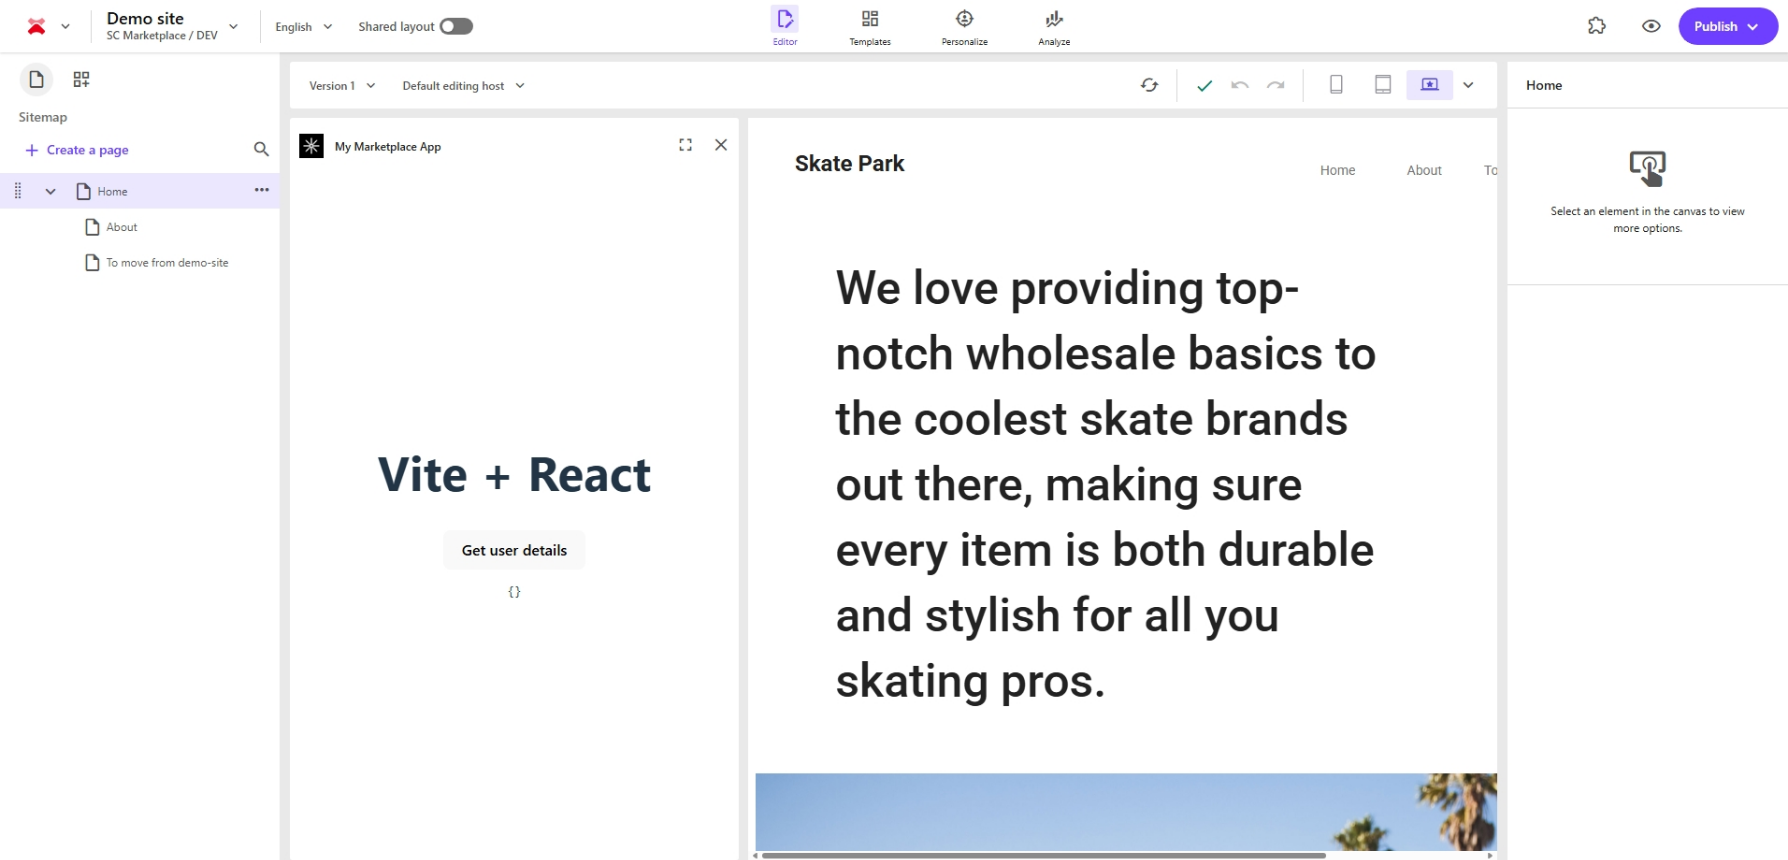 Demo site
SC Marketplace / DEV
English
Shared layout
Editor
Templates
Personalize
Analyze
Publish
Sitemap
Create a page
Home
About
To move from demo-site
Version 1
Default editing host
My Marketplace App
Vite + React
Get user details
{}
Skate Park
Home
About
To
We love providing top-
notch wholesale basics to
the coolest skate brands
out there, making sure
every item is both durable
and stylish for all you
skating pros.
Home
Select an element in the canvas to view
more options.